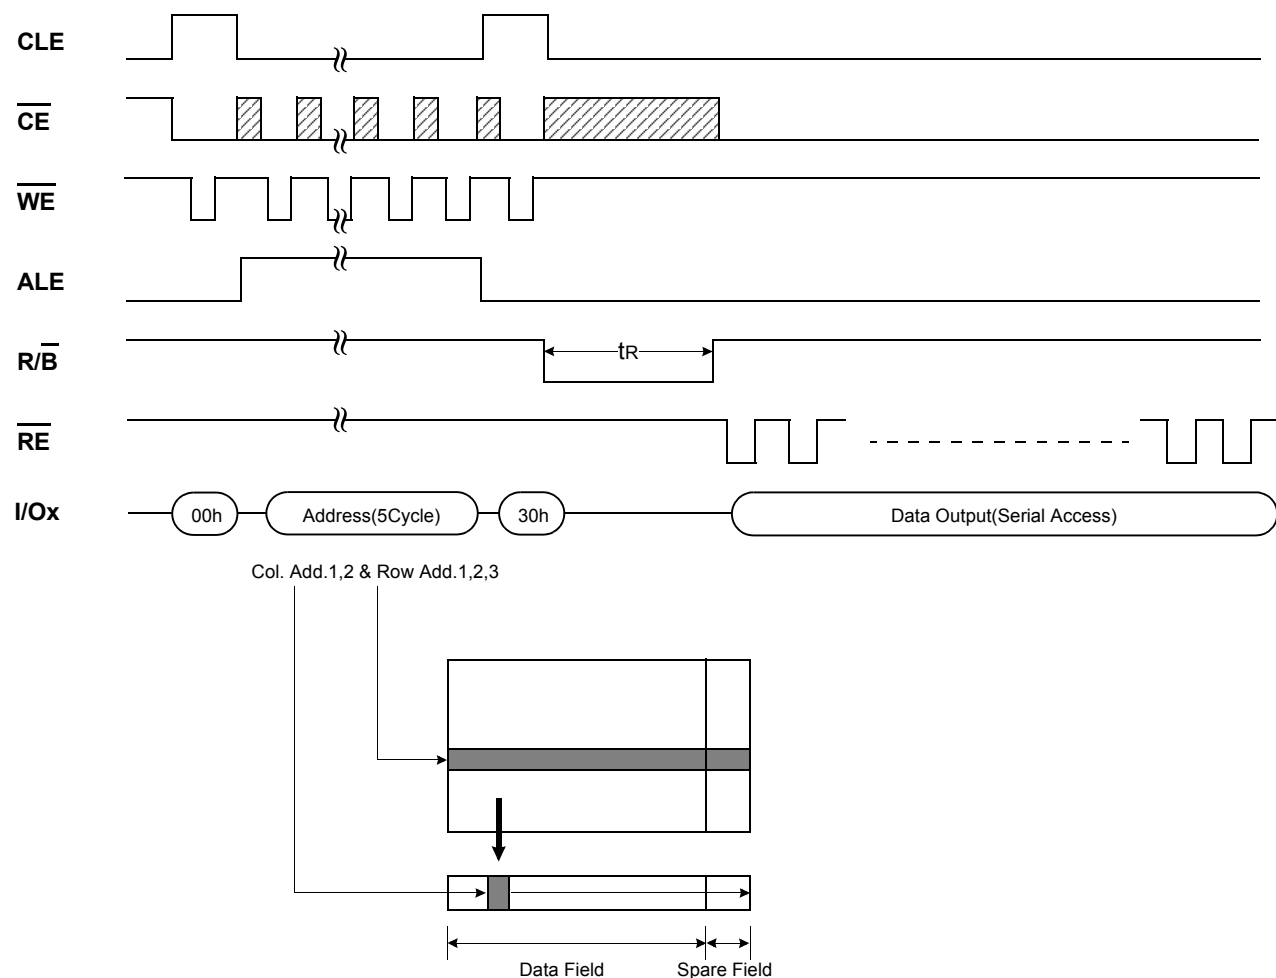 CLE
CE
WE
ALE
R/B
tR
RE
I/Ox
00h
Address(5Cycle)
30h
Data Output(Serial Access)
Col. Add.1,2 & Row Add.1,2,3
Data Field
Spare Field